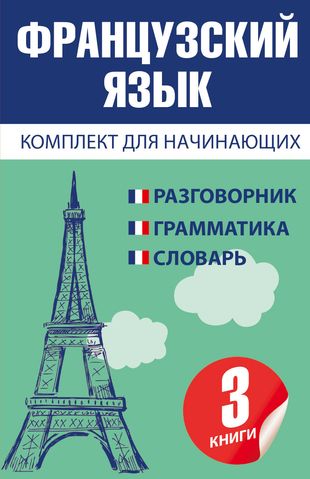 ФРАНЦУЗСКИЙ
ЯЗЫК
КОМПЛЕКТ ДЛЯ НАЧИНАЮЩИХ
РАЗГОВОРНИК
ГРАММАТИКА
СЛОВАРЬ
3
КНИГИ